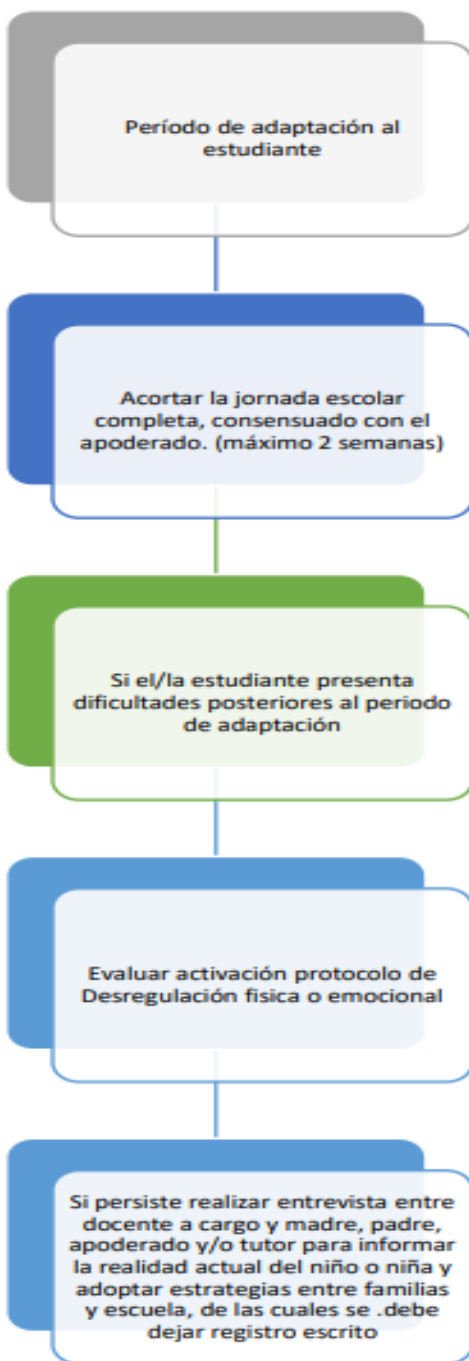 Período de adaptación al
estudiante
Acortar la jornada escolar
completa, consensuado con el
apoderado. (máximo 2 semanas)
Si el/la estudiante presenta
dificultades posteriores al periodo
de adaptación
Evaluar activación protocolo de
Desregulación fisica o emocional
Si persiste realizar entrevista entre
docente a cargo y madre, padre,
apoderado y/o tutor para informar
la realidad actual del niño o niña y
adoptar estrategias entre familias
y escuela, de las cuales se .debe
dejar registro escrito